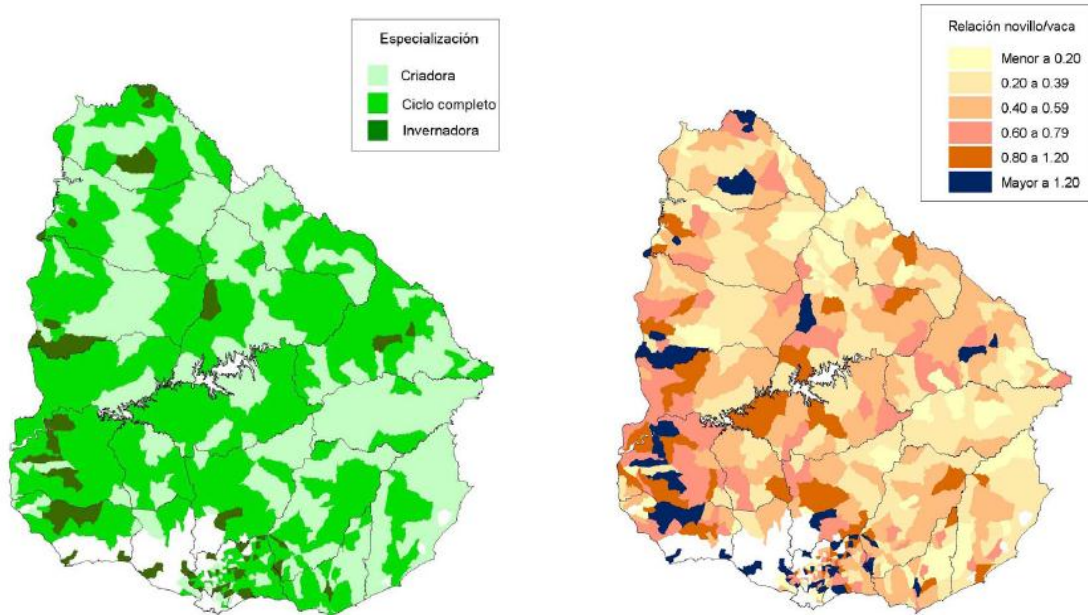 Especialización
Criadora
Ciclo completo
Invernadora
Relación novillo/vaca
Menor a 0.20
0.20 a 0.39
0.40 a 0.59
0.60 a 0.79
0.80 a 1.20
Mayor a 1.20